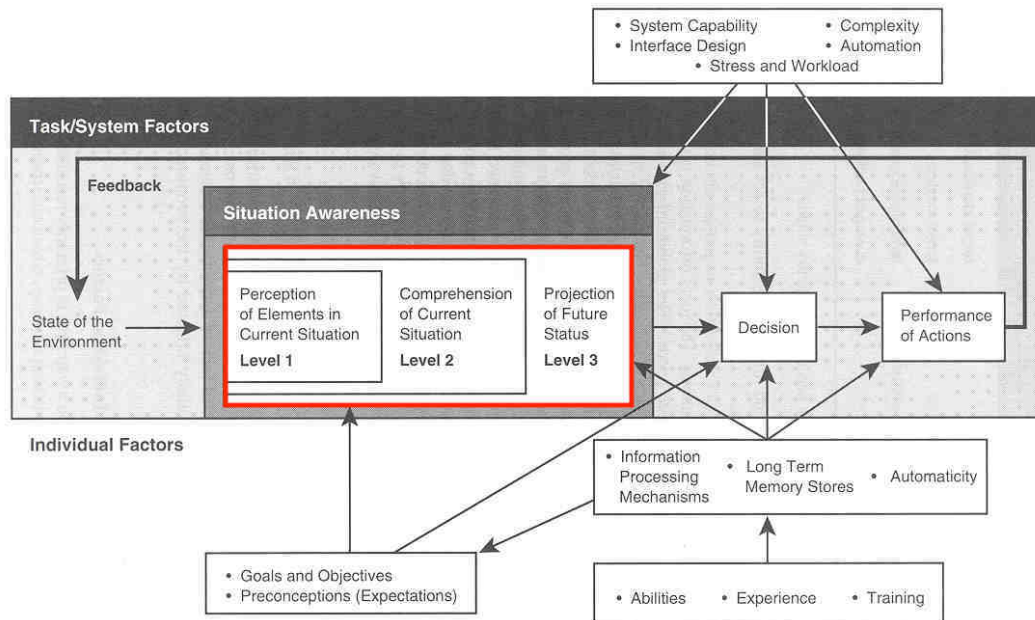 • System Capability
• Complexity
• Interface Design
• Automation
• Stress and Workload
Task/System Factors
Feedback
Situation Awareness
Perception
of Elements in
Current Situation
Level 1
Comprehension
of Current
Situation
Level 2
Projection
of Future
Status
Level 3
State of the
Environment
Decision
Performance
of Actions
Individual Factors
• Information
Processing
Mechanisms
• Long Term
Memory Stores
• Automaticity
• Goals and Objectives
• Preconceptions (Expectations)
• Abilities
• Experience
• Training